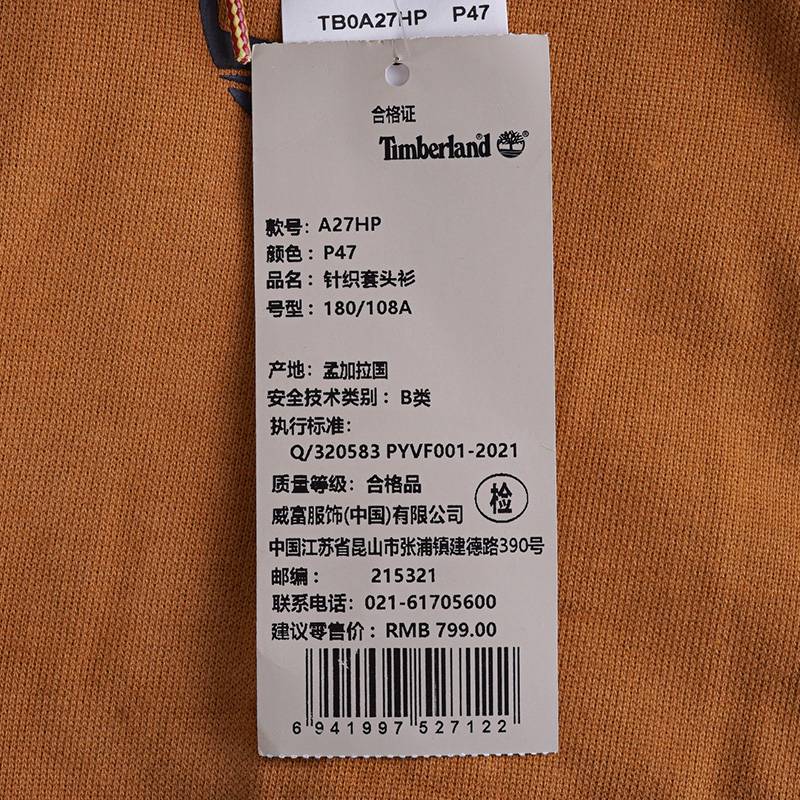 TB0A27HP P47
合格证
Timberland®
款号: A27HP
颜色: P47
品名: 针织套头衫
号型: 180/108A
产地: 孟加拉国
安全技术类别: B类
执行标准:
Q/320583 PYVF001-2021
质量等级: 合格品
检
威富服饰(中国)有限公司
中国江苏省昆山市张浦镇建德路390号
邮编: 215321
联系电话: 021-61705600
建议零售价: RMB 799.00
6 941997 527122